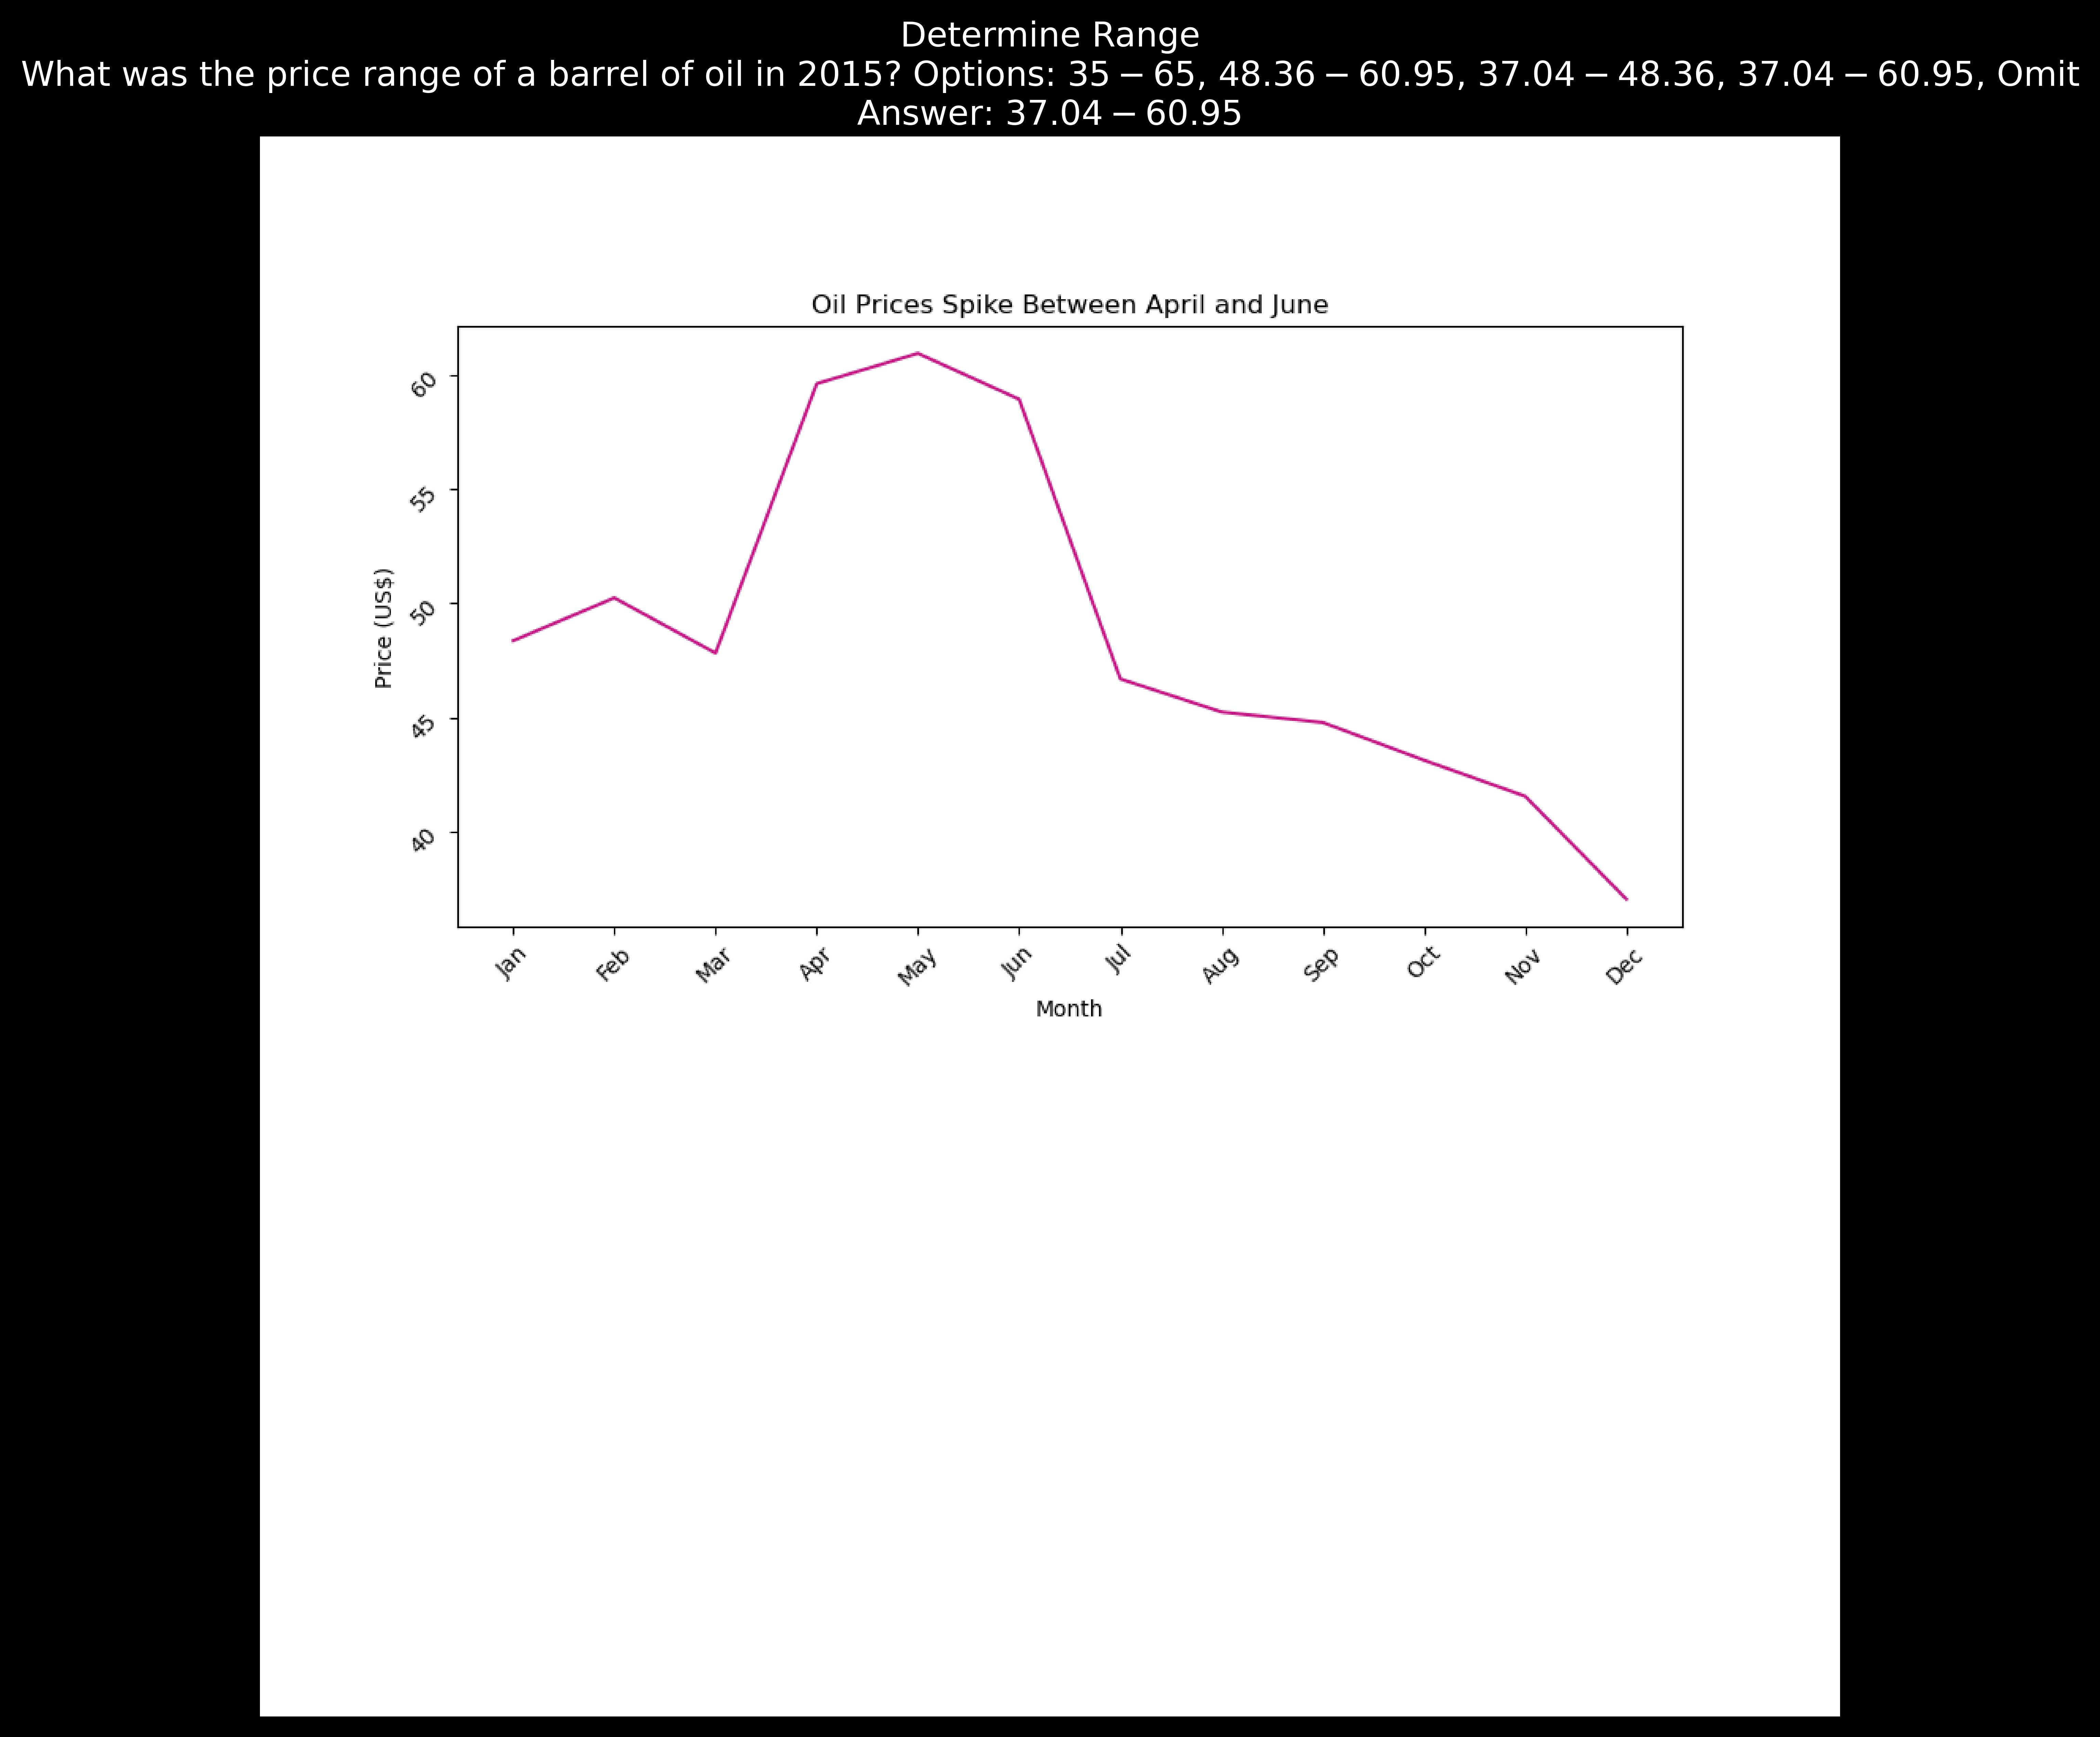 Determine Range
What was the price range of a barrel of oil in 2015? Options: 35 − 65, 48.36 − 60.95, 37.04 − 48.36, 37.04 − 60.95, Omit
Answer: 37.04 − 60.95
Oil Prices Spike Between April and June
Price (US$)
60
55
50
45
40
Jan Feb Mar Apr May Jun Jul Aug Sep Oct Nov Dec
Month